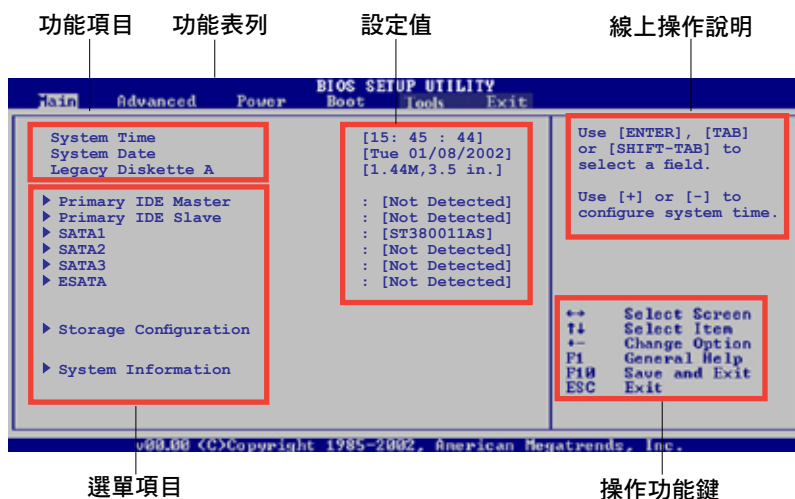 功能項目 功能表列 設定值 線上操作說明
BIOS SETUP UTILITY
Main Advanced Power Boot Tools Exit
System Time [15: 45 : 44]
System Date [Tue 01/08/2002]
Legacy Diskette A [1.44M,3.5 in.]
Primary IDE Master : [Not Detected]
Primary IDE Slave : [Not Detected]
SATA1 : [ST380011AS]
SATA2 : [Not Detected]
SATA3 : [Not Detected]
ESATA : [Not Detected]
Storage Configuration
System Information
Use [ENTER], [TAB]
or [SHIFT-TAB] to
select a field.
Use [+] or [-] to
configure system time.
↔ Select Screen
↑↓ Select Item
+- Change Option
F1 General Help
F10 Save and Exit
ESC Exit
v00.00 (C)Copyright 1985-2002, American Megatrends, Inc.
選單項目 操作功能鍵